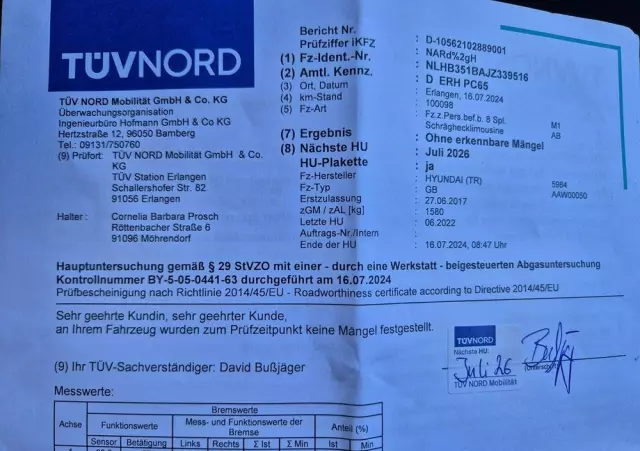 TÜVNORD
TÜV NORD Mobilität GmbH & Co. KG
Überwachungsorganisation
Ingenieurbüro Hofmann GmbH
Hertzstraße 12, 96050 Bamberg
Tel.: 09131/750760
(9) Prüfort: TÜV NORD Mobilität GmbH & Co. KG
TÜV Station Erlangen
Schallershofer Str. 82
91056 Erlangen
Halter : Cornelia Barbara Prosch
Röttenbacher Straße 6
91096 Möhrendorf
Bericht Nr. : D-10562102889001
Prüfziffer iKFZ : NARd%2gH
(1) Fz-Ident.-Nr. : NLHB351BAJZ339516
(2) Amtl. Kennz. : D ERH PC65
(3) Ort, Datum : Erlangen, 16.07.2024
(4) km-Stand : 100098
(5) Fz-Art : Fz.z.Pers.bef.b. 8 Spl. M1
Schräghecklimousine AB
(7) Ergebnis : Ohne erkennbare Mängel
(8) Nächste HU : Juli 2026
HU-Plakette : ja
Fz-Hersteller : HYUNDAI (TR) 5984
Fz-Typ : GB AAW00050
Erstzulassung : 27.06.2017
zGM / zAL [kg] : 1580
Letzte HU : 06.2022
Auftrags-Nr./Intern :
Ende der HU : 16.07.2024, 08:47 Uhr
Hauptuntersuchung gemäß § 29 StVZO mit einer - durch eine Werkstatt - beigesteuerten Abgasuntersuchung
Kontrollnummer BY-5-05-0441-63 durchgeführt am 16.07.2024
Prüfbescheinigung nach Richtlinie 2014/45/EU - Roadworthiness certificate according to Directive 2014/45/EU
Sehr geehrte Kundin, sehr geehrter Kunde,
an Ihrem Fahrzeug wurden zum Prüfzeitpunkt keine Mängel festgestellt.
(9) Ihr TÜV-Sachverständiger: David Bußjäger
TÜVNORD
Nächste HU:
Juli 26
TÜV NORD Mobilität
Messwerte:
Bremswerte
Achse Funktionswerte Mess- und Funktionswerte der Bremse Anteil (%)
Sensor Betätigung Links Rechts Σ Ist Σ Min Ist Min